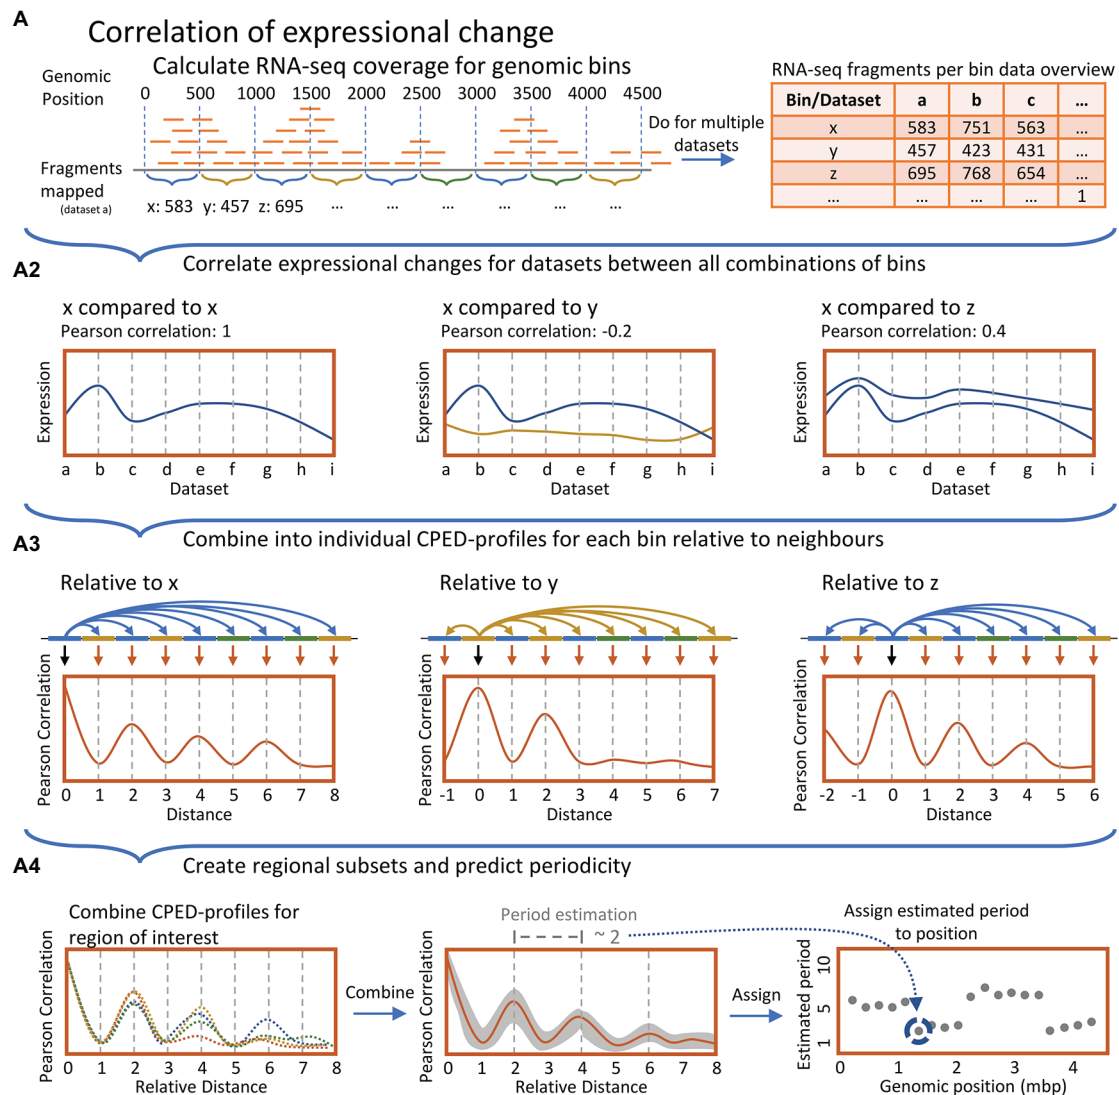 A
Correlation of expressional change
Calculate RNA-seq coverage for genomic bins
Genomic
Position
0 500 1000 1500 2000 2500 3000 3500 4500
Do for multiple
datasets
Fragments
mapped
(dataset a)
x: 583 y: 457 z: 695 ... ... ... ... ... ...
RNA-seq fragments per bin data overview
Bin/Dataset a b c ...
x 583 751 563 ...
y 457 423 431 ...
z 695 768 654 ...
... ... ... ... 1
A2
Correlate expressional changes for datasets between all combinations of bins
x compared to x
Pearson correlation: 1
Expression
a b c d e f g h i
Dataset
x compared to y
Pearson correlation: -0.2
Expression
a b c d e f g h i
Dataset
x compared to z
Pearson correlation: 0.4
Expression
a b c d e f g h i
Dataset
A3
Combine into individual CPED-profiles for each bin relative to neighbours
Relative to x
Pearson Correlation
0 1 2 3 4 5 6 7 8
Distance
Relative to y
Pearson Correlation
-1 0 1 2 3 4 5 6 7
Distance
Relative to z
Pearson Correlation
-2 -1 0 1 2 3 4 5 6
Distance
A4
Create regional subsets and predict periodicity
Combine CPED-profiles for
region of interest
Pearson Correlation
0 1 2 3 4 5 6 7 8
Relative Distance
Combine
Period estimation
~ 2
Pearson Correlation
0 1 2 3 4 5 6 7 8
Relative Distance
Assign
Assign estimated period
to position
Estimated period
1 5 10
0 1 2 3 4
Genomic position (mbp)